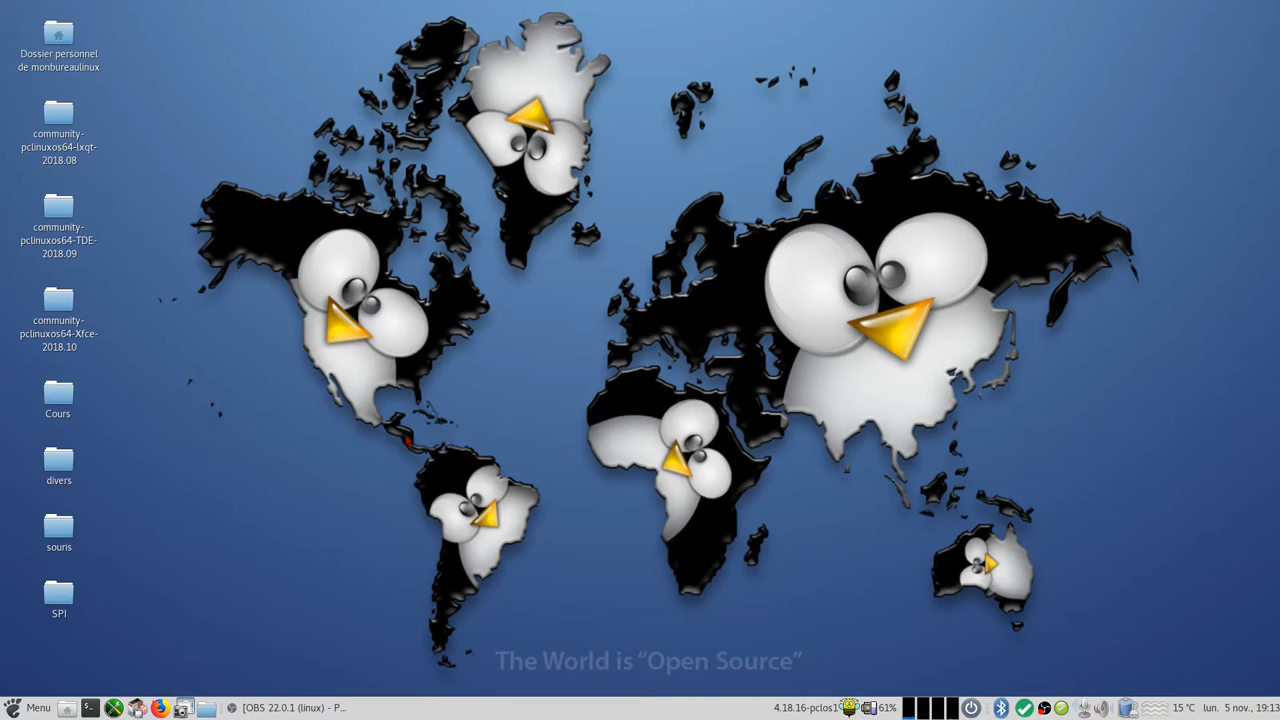 Dossier personnel
de monbureaulinux
community-
pclinuxos64-lxqt-
2018.08
community-
pclinuxos64-TDE-
2018.09
community-
pclinuxos64-Xfce-
2018.10
Cours
divers
souris
SPI
The World is “Open Source”
Menu
[OBS 22.0.1 (linux) - P...
4.18.16-pclos1
61%
15 °C
lun. 5 nov., 19:13